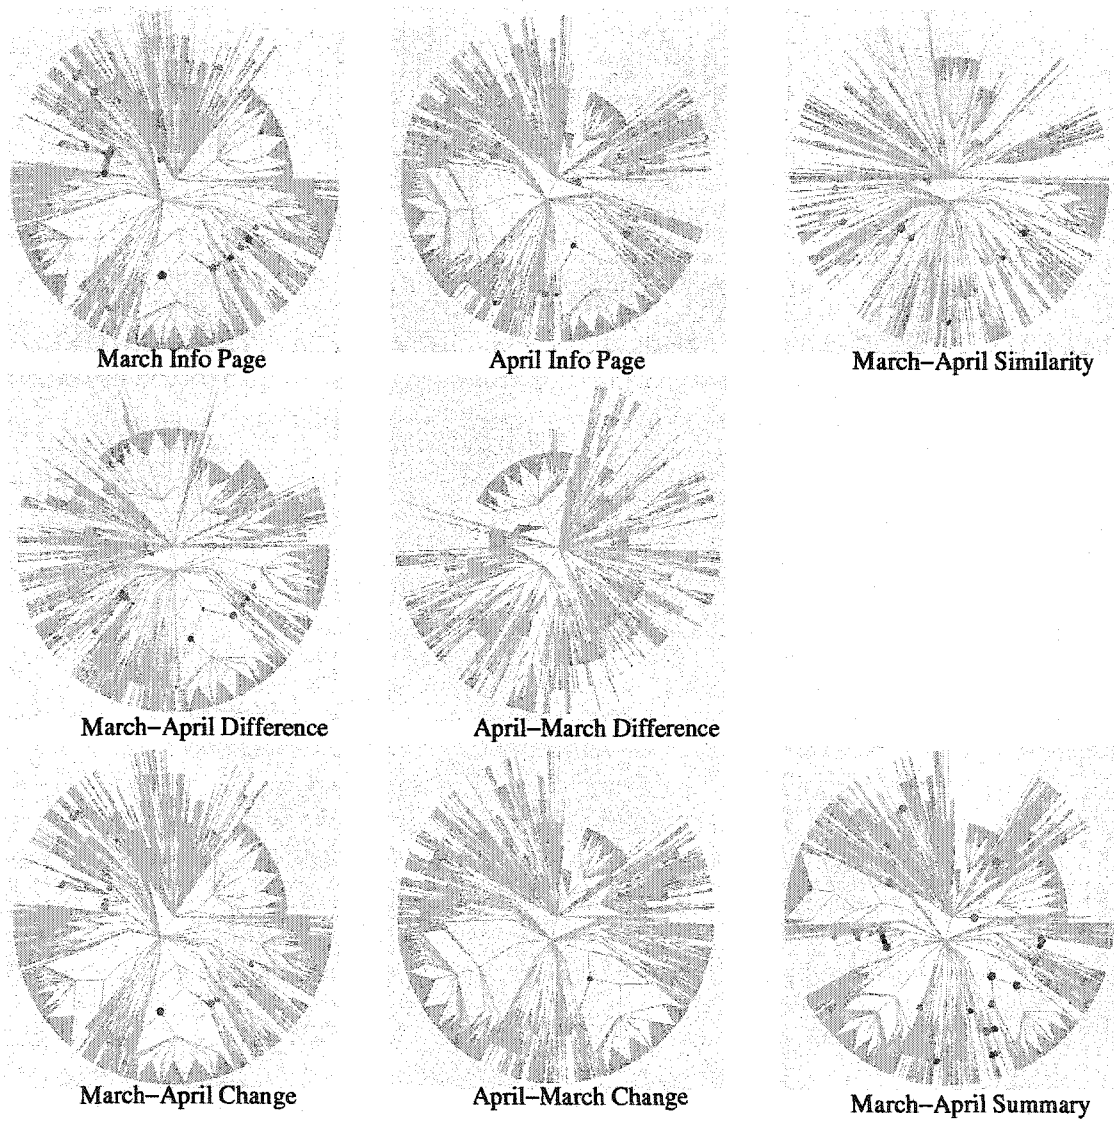 March Info Page
April Info Page
March–April Similarity
March–April Difference
April–March Difference
March–April Change
April–March Change
March–April Summary